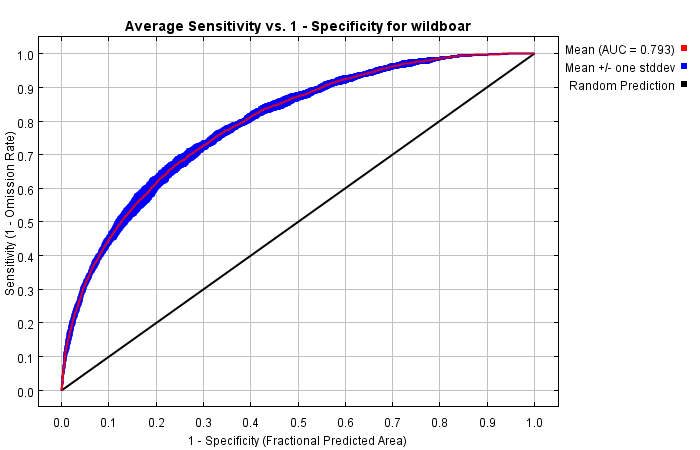 Average Sensitivity vs. 1 - Specificity for wildboar
Mean (AUC = 0.793)
Mean +/- one stddev
Random Prediction
Sensitivity (1 - Omission Rate)
1.0
0.9
0.8
0.7
0.6
0.5
0.4
0.3
0.2
0.1
0.0
0.0 0.1 0.2 0.3 0.4 0.5 0.6 0.7 0.8 0.9 1.0
1 - Specificity (Fractional Predicted Area)